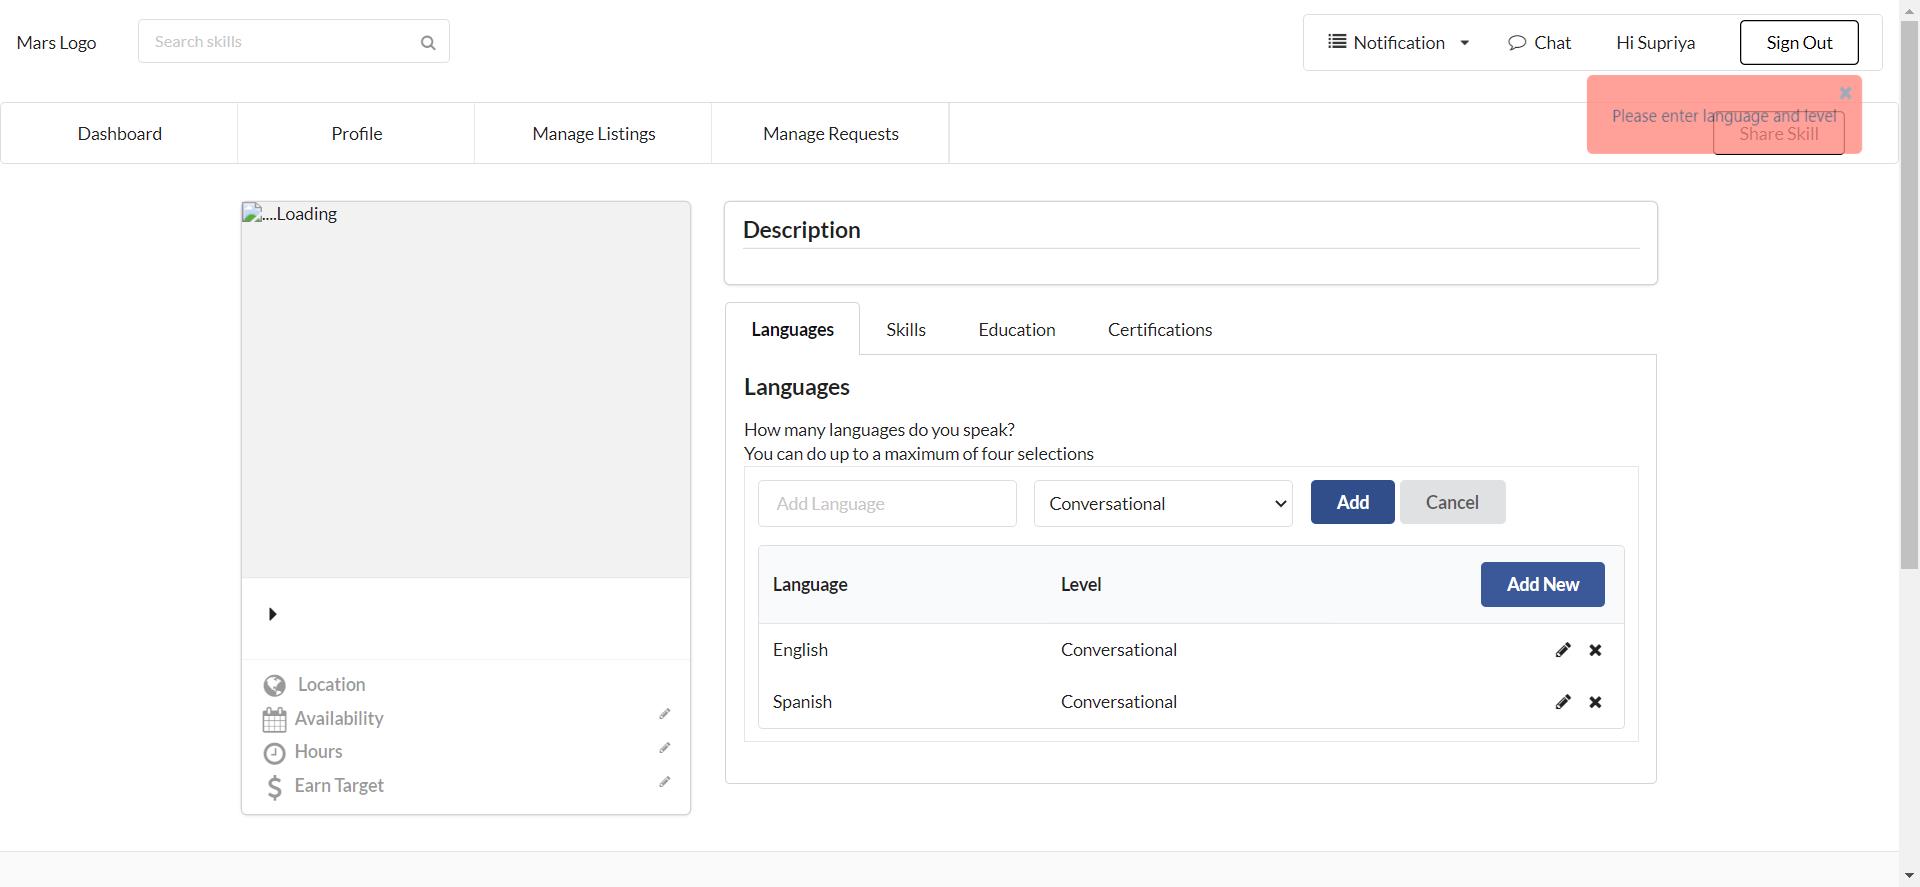 Mars Logo
Search skills
Notification
Chat
Hi Supriya
Sign Out
Please enter language and level
Dashboard
Profile
Manage Listings
Manage Requests
Share Skill
....Loading
Location
Availability
Hours
Earn Target
Description
Languages
Skills
Education
Certifications
Languages
How many languages do you speak?
You can do up to a maximum of four selections
Add Language
Conversational
Add
Cancel
Language
Level
Add New
English
Conversational
Spanish
Conversational